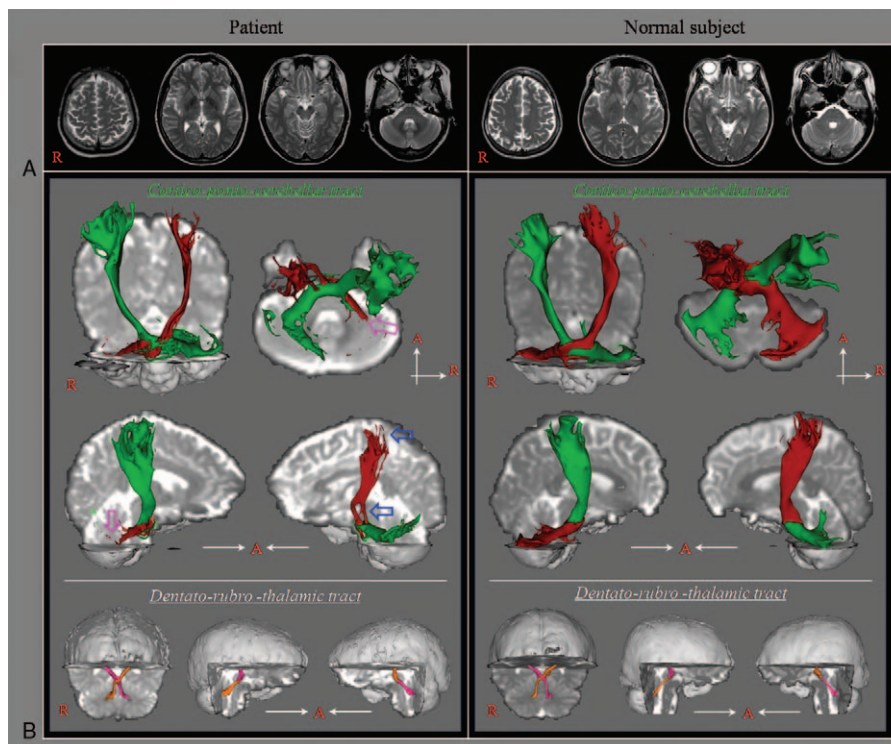 Patient
Normal subject
R
R
A
Cortico-ponto-cerebellar tract
Cortico-ponto-cerebellar tract
A
A
R
R
R
R
A
A
Dentato-rubro -thalamic tract
Dentato-rubro -thalamic tract
R
A
R
A
B